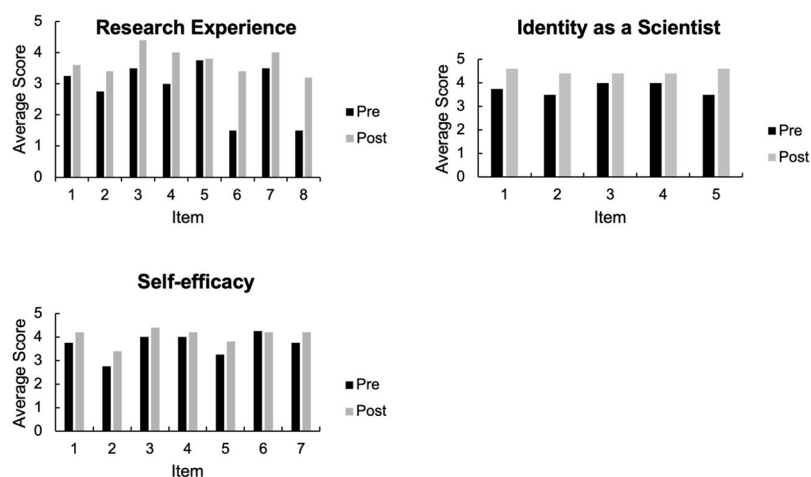 Research Experience
5
4
3
2
1
0
Average Score
1 2 3 4 5 6 7 8
Item
Pre
Post
Identity as a Scientist
5
4
3
2
1
0
Average Score
1 2 3 4 5
Item
Pre
Post
Self-efficacy
5
4
3
2
1
0
Average Score
1 2 3 4 5 6 7
Item
Pre
Post